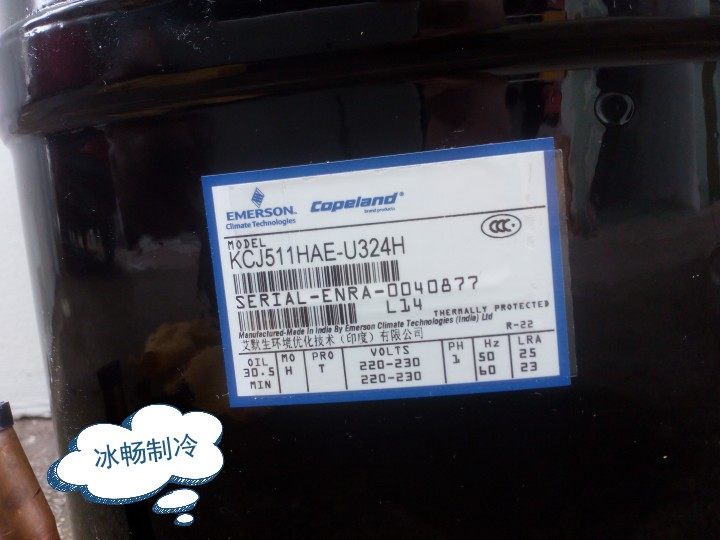 EMERSON.
Climate Technologies
Copeland®
brand products
CCC
MODEL
KCJ511HAE-U324H
SERIAL-ENRA-0040877
L14
THERMALLY PROTECTED
Manufactured-Made in India By Emerson Climate Technologies (India) Ltd
艾默生环境优化技术（印度）有限公司
R-22
OIL MO PRO VOLTS PH Hz LRA
30.5 H T 220-230 1 50 25
MIN 220-230 60 23
冰畅制冷